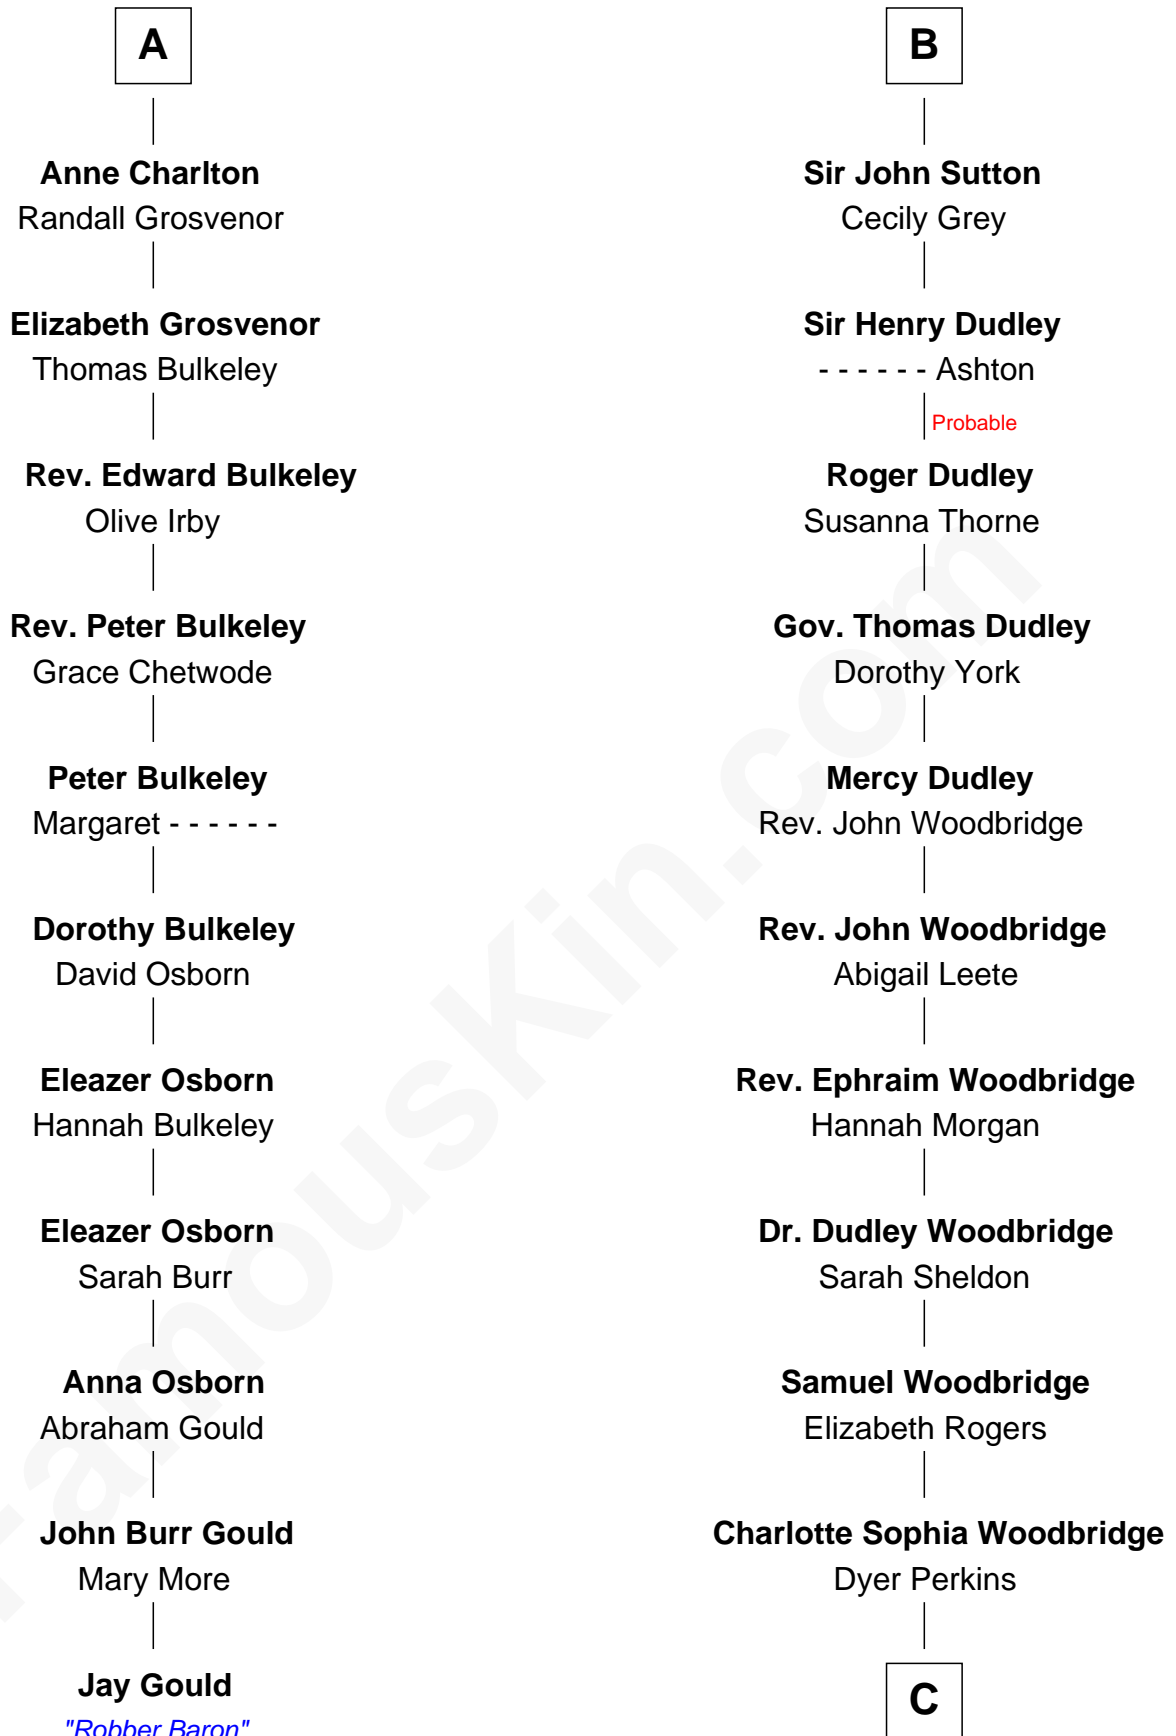 A
Anne Charlton
Randall Grosvenor
Elizabeth Grosvenor
Thomas Bulkeley
Rev. Edward Bulkeley
Olive Irby
Rev. Peter Bulkeley
Grace Chetwode
Peter Bulkeley
Margaret - - - - - -
Dorothy Bulkeley
David Osborn
Eleazer Osborn
Hannah Bulkeley
Eleazer Osborn
Sarah Burr
Anna Osborn
Abraham Gould
John Burr Gould
Mary More
Jay Gould
"Robber Baron"
B
Sir John Sutton
Cecily Grey
Sir Henry Dudley
- - - - - - Ashton
Probable
Roger Dudley
Susanna Thorne
Gov. Thomas Dudley
Dorothy York
Mercy Dudley
Rev. John Woodbridge
Rev. John Woodbridge
Abigail Leete
Rev. Ephraim Woodbridge
Hannah Morgan
Dr. Dudley Woodbridge
Sarah Sheldon
Samuel Woodbridge
Elizabeth Rogers
Charlotte Sophia Woodbridge
Dyer Perkins
C
FamousKin.com